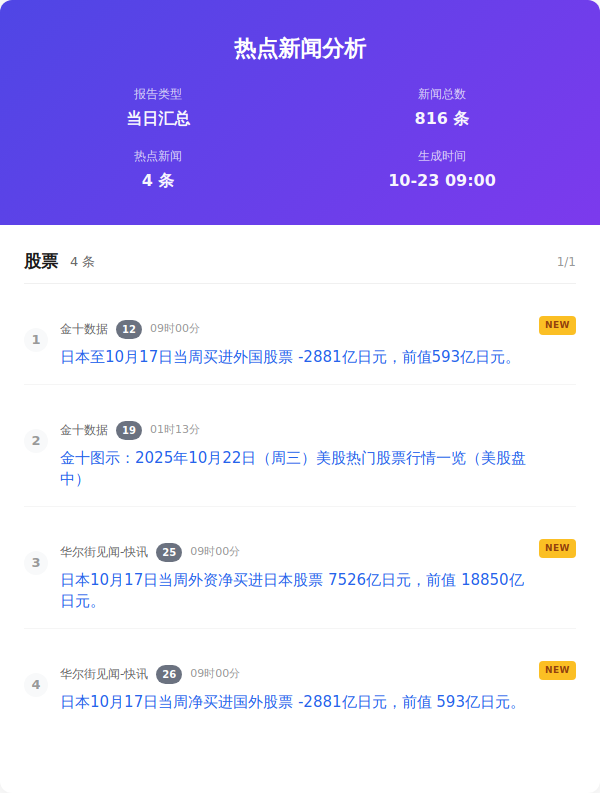 热点新闻分析
报告类型
当日汇总
新闻总数
816 条
热点新闻
4 条
生成时间
10-23 09:00
股票 4 条 1/1
1 金十数据 12 09时00分 NEW
日本至10月17日当周买进外国股票 -2881亿日元，前值593亿日元。
2 金十数据 19 01时13分
金十图示：2025年10月22日（周三）美股热门股票行情一览（美股盘
中）
3 华尔街见闻-快讯 25 09时00分 NEW
日本10月17日当周外资净买进日本股票 7526亿日元，前值 18850亿
日元。
4 华尔街见闻-快讯 26 09时00分 NEW
日本10月17日当周净买进国外股票 -2881亿日元，前值 593亿日元。